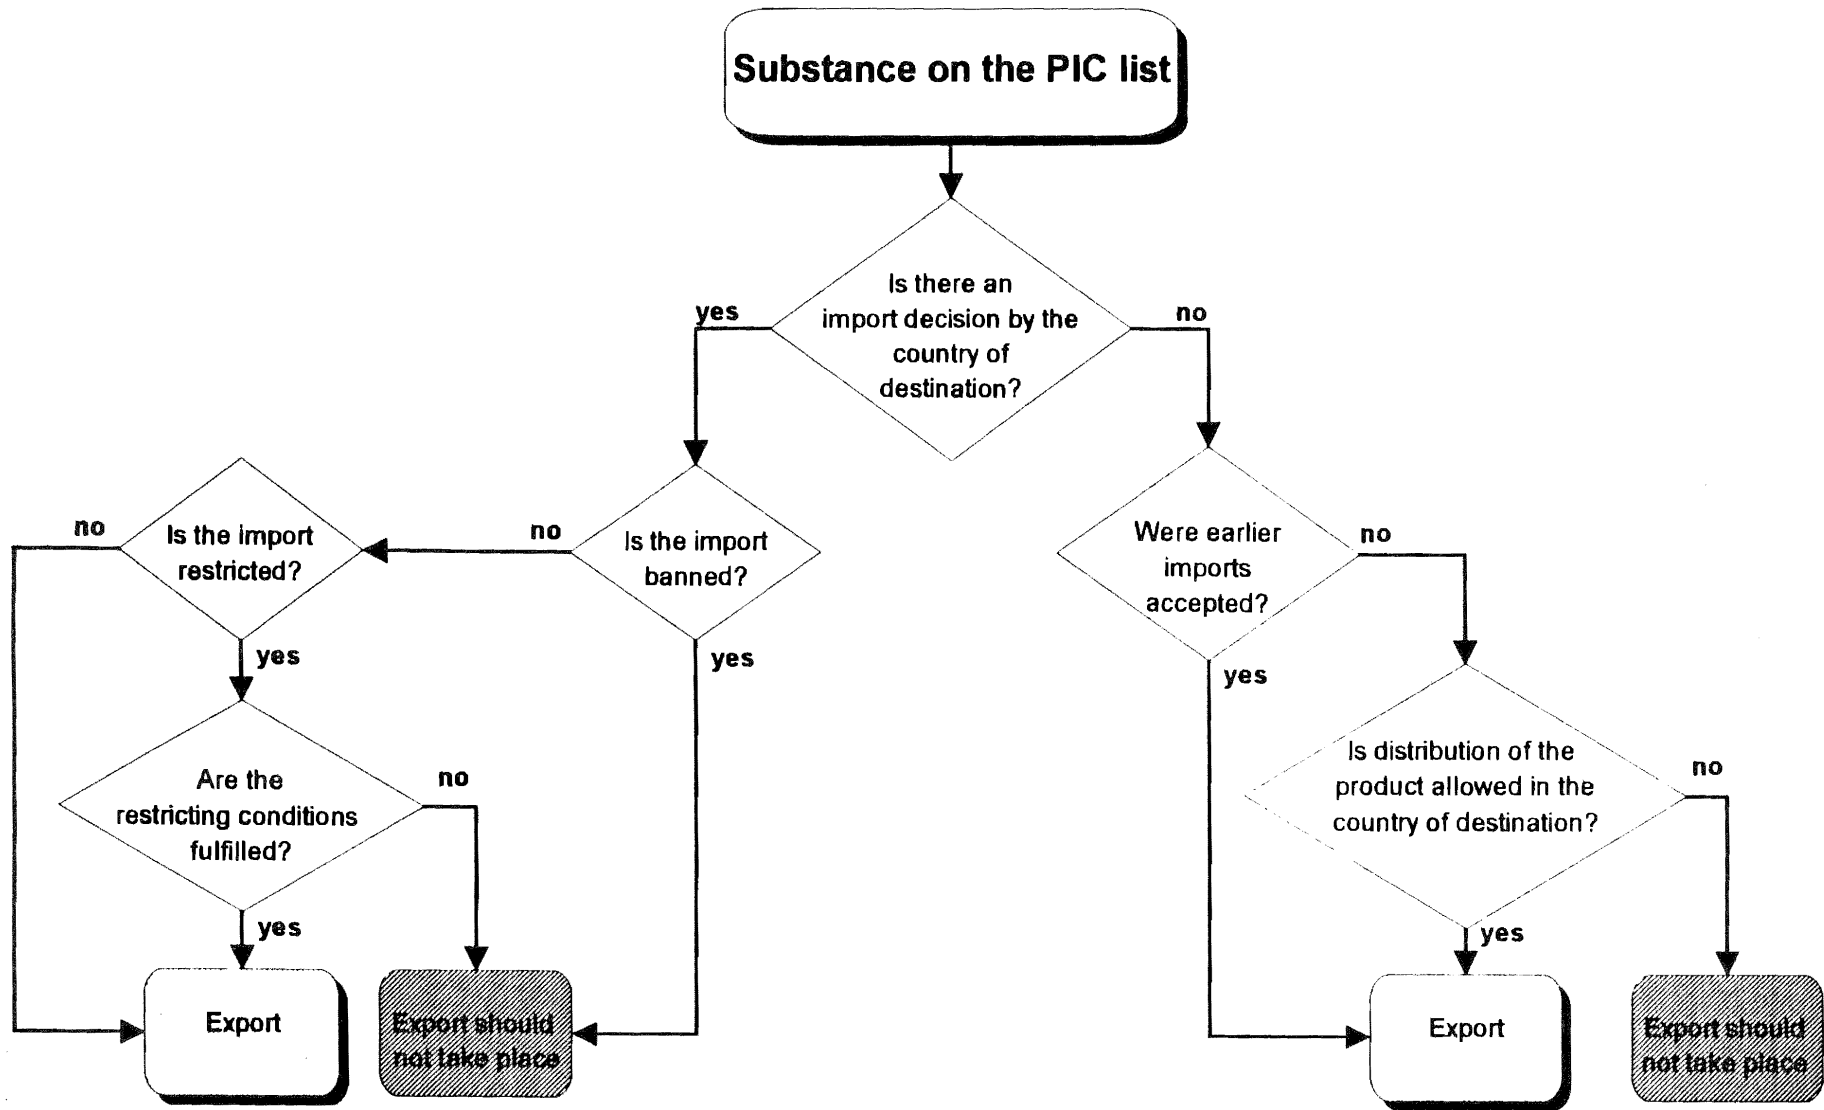 Substance on the PIC list
Is there an
import decision by the
country of
destination?
yes
no
Is the import
restricted?
no
yes
Is the import
banned?
no
yes
Were earlier
imports
accepted?
no
yes
Are the
restricting conditions
fulfilled?
no
yes
Is distribution of the
product allowed in the
country of destination?
no
yes
Export
Export should
not take place
Export
Export should
not take place